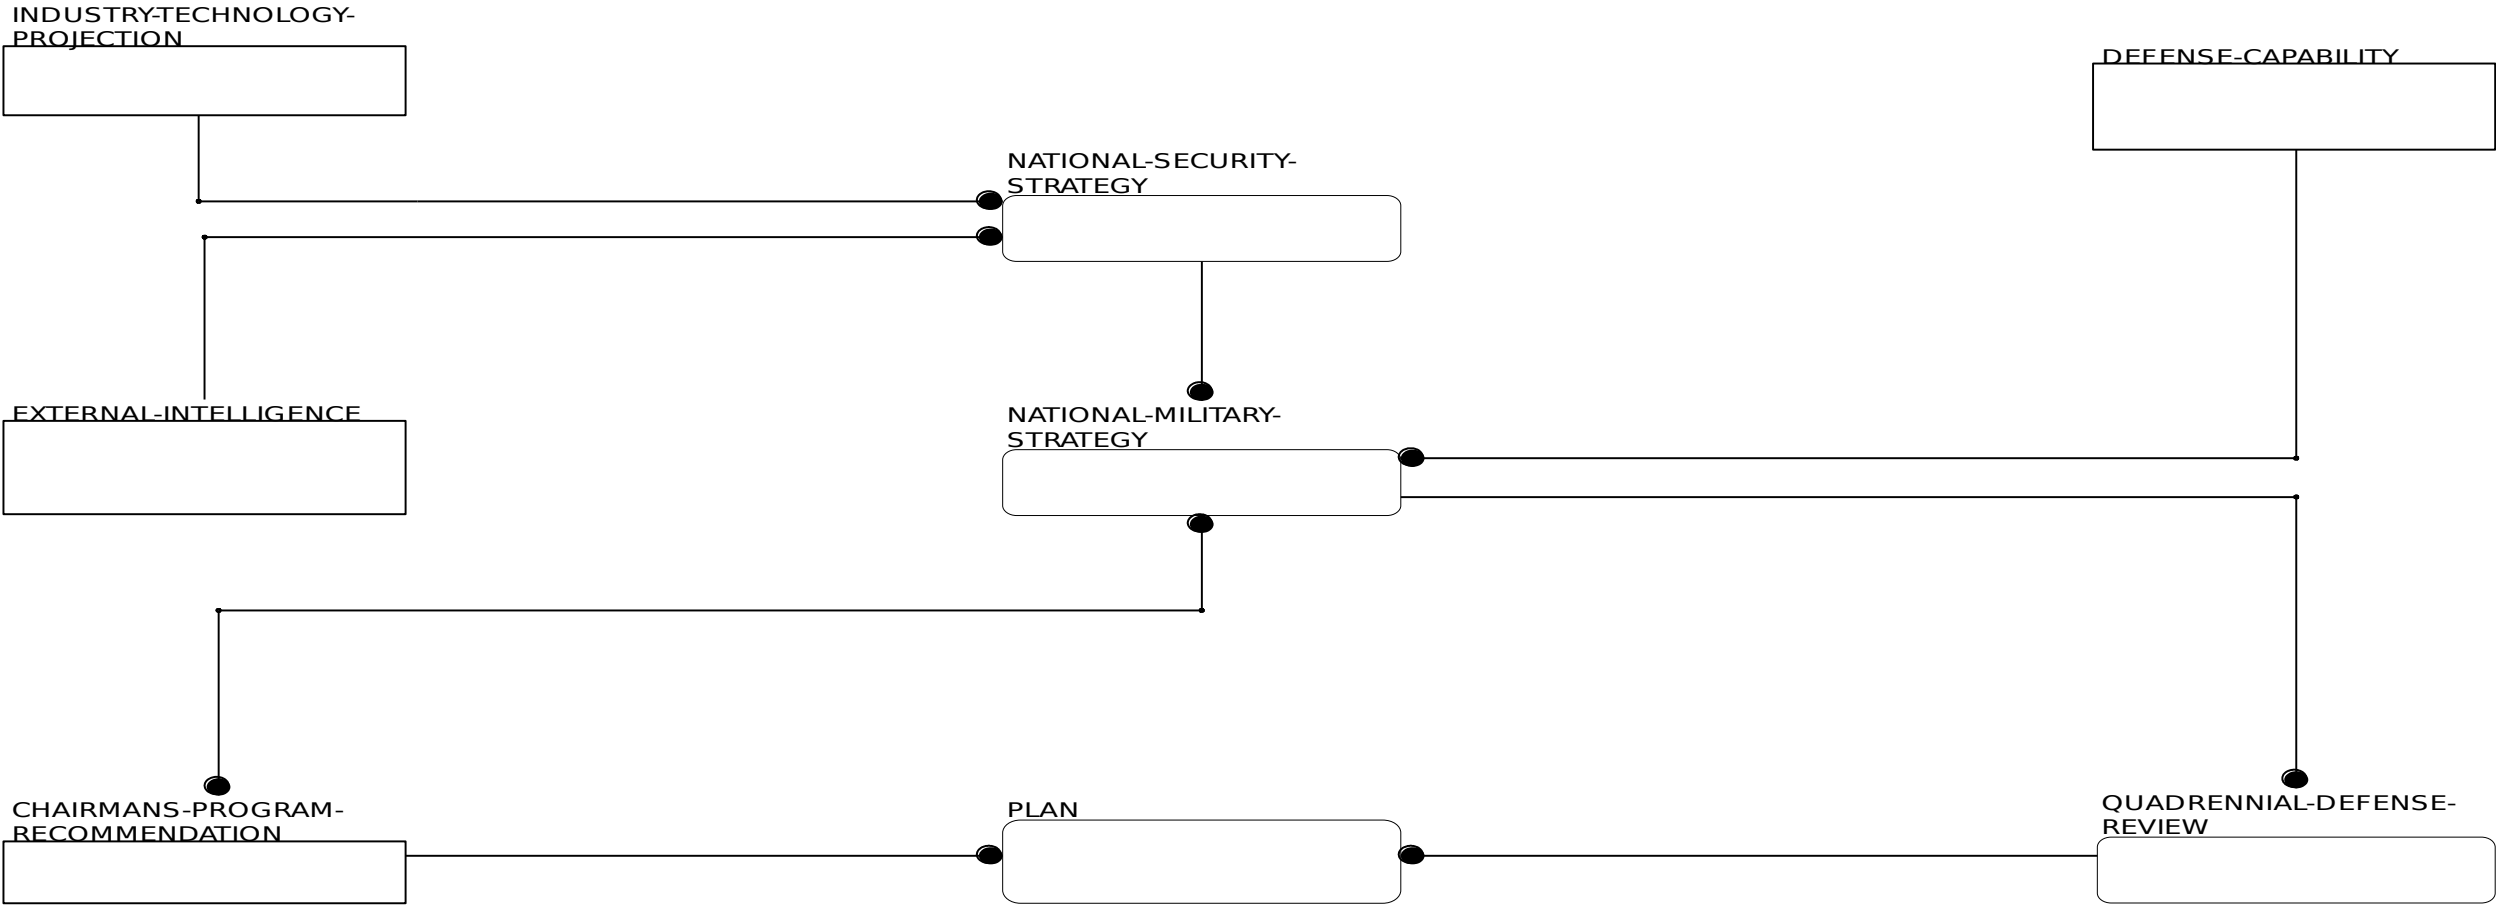 INDUSTRY-TECHNOLOGY-
PROJECTION
DEFENSE-CAPABILITY
NATIONAL-SECURITY-
STRATEGY
EXTERNAL-INTELLIGENCE
NATIONAL-MILITARY-
STRATEGY
CHAIRMANS-PROGRAM-
RECOMMENDATION
PLAN
QUADRENNIAL-DEFENSE-
REVIEW